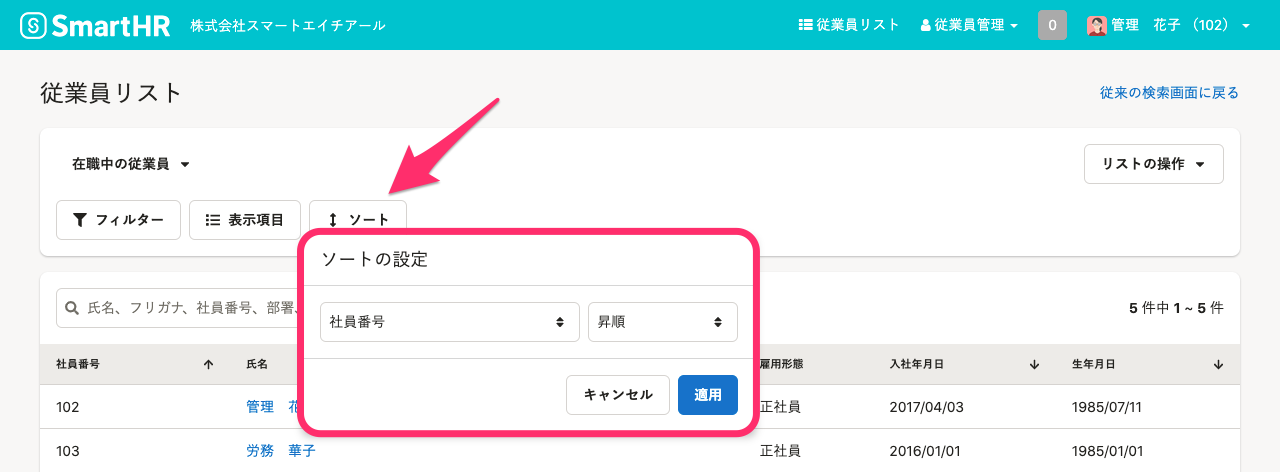 SmartHR 株式会社スマートエイチアール 従業員リスト 従業員管理 0 管理 花子 (102)
従業員リスト 従来の検索画面に戻る
在職中の従業員 リストの操作
フィルター 表示項目 ソート
ソートの設定
氏名、フリガナ、社員番号、部署、 5 件中 1 ~ 5 件
社員番号 昇順
社員番号 氏名 雇用形態 入社年月日 生年月日
キャンセル 適用
102 管理 正社員 2017/04/03 1985/07/11
103 労務 華子 正社員 2016/01/01 1985/01/01